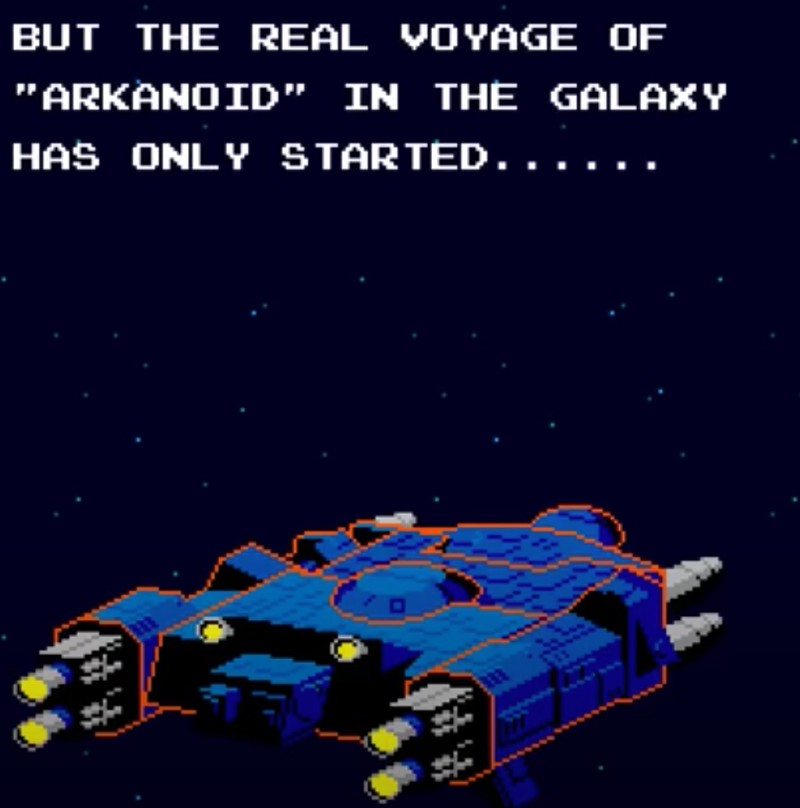 BUT THE REAL VOYAGE OF
"ARKANOID" IN THE GALAXY
HAS ONLY STARTED......